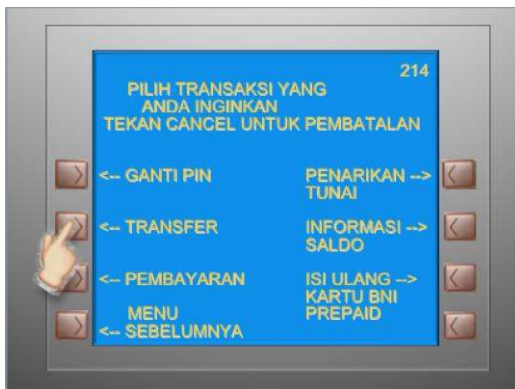 214
PILIH TRANSAKSI YANG
ANDA INGINKAN
TEKAN CANCEL UNTUK PEMBATALAN
<-- GANTI PIN
PENARIKAN -->
TUNAI
<-- TRANSFER
INFORMASI -->
SALDO
<-- PEMBAYARAN
ISI ULANG -->
KARTU BNI
PREPAID
MENU
<-- SEBELUMNYA